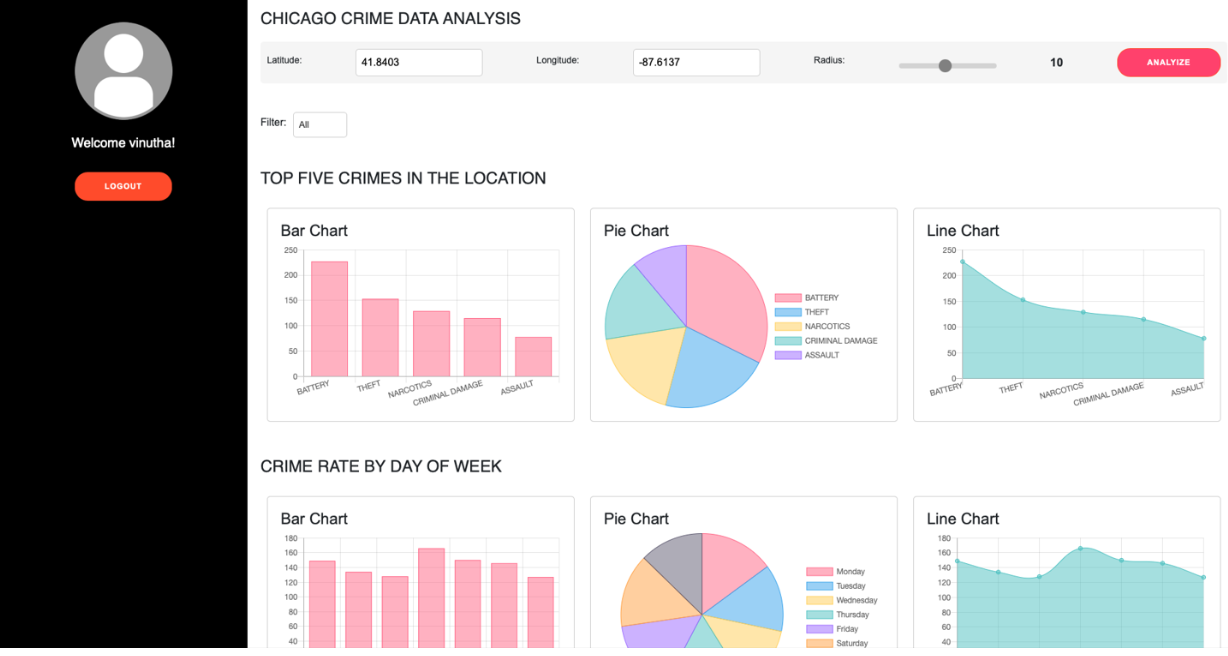 CHICAGO CRIME DATA ANALYSIS
Latitude: 41.8403 Longitude: -87.6137 Radius: 10 ANALYIZE
Welcome vinutha!
LOGOUT
Filter: All
TOP FIVE CRIMES IN THE LOCATION
Bar Chart
250
200
150
100
50
0
BATTERY THEFT NARCOTICS CRIMINAL DAMAGE ASSAULT
Pie Chart
BATTERY
THEFT
NARCOTICS
CRIMINAL DAMAGE
ASSAULT
Line Chart
250
200
150
100
50
0
BATTERY THEFT NARCOTICS CRIMINAL DAMAGE ASSAULT
CRIME RATE BY DAY OF WEEK
Bar Chart
180
160
140
120
100
80
60
40
Pie Chart
Monday
Tuesday
Wednesday
Thursday
Friday
Saturday
Line Chart
180
160
140
120
100
80
60
40